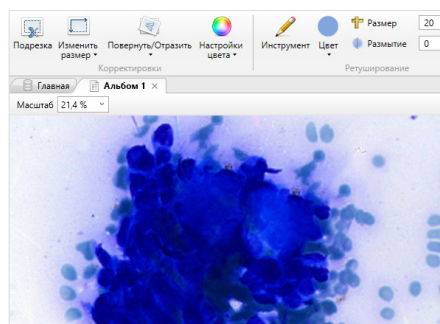 Подрезка Изменить размер Повернуть/Отразить Настройки цвета Инструмент Цвет Размер 20
Размытие 0
Корректировки Ретуширование
Главная Альбом 1
Масштаб 21,4 %